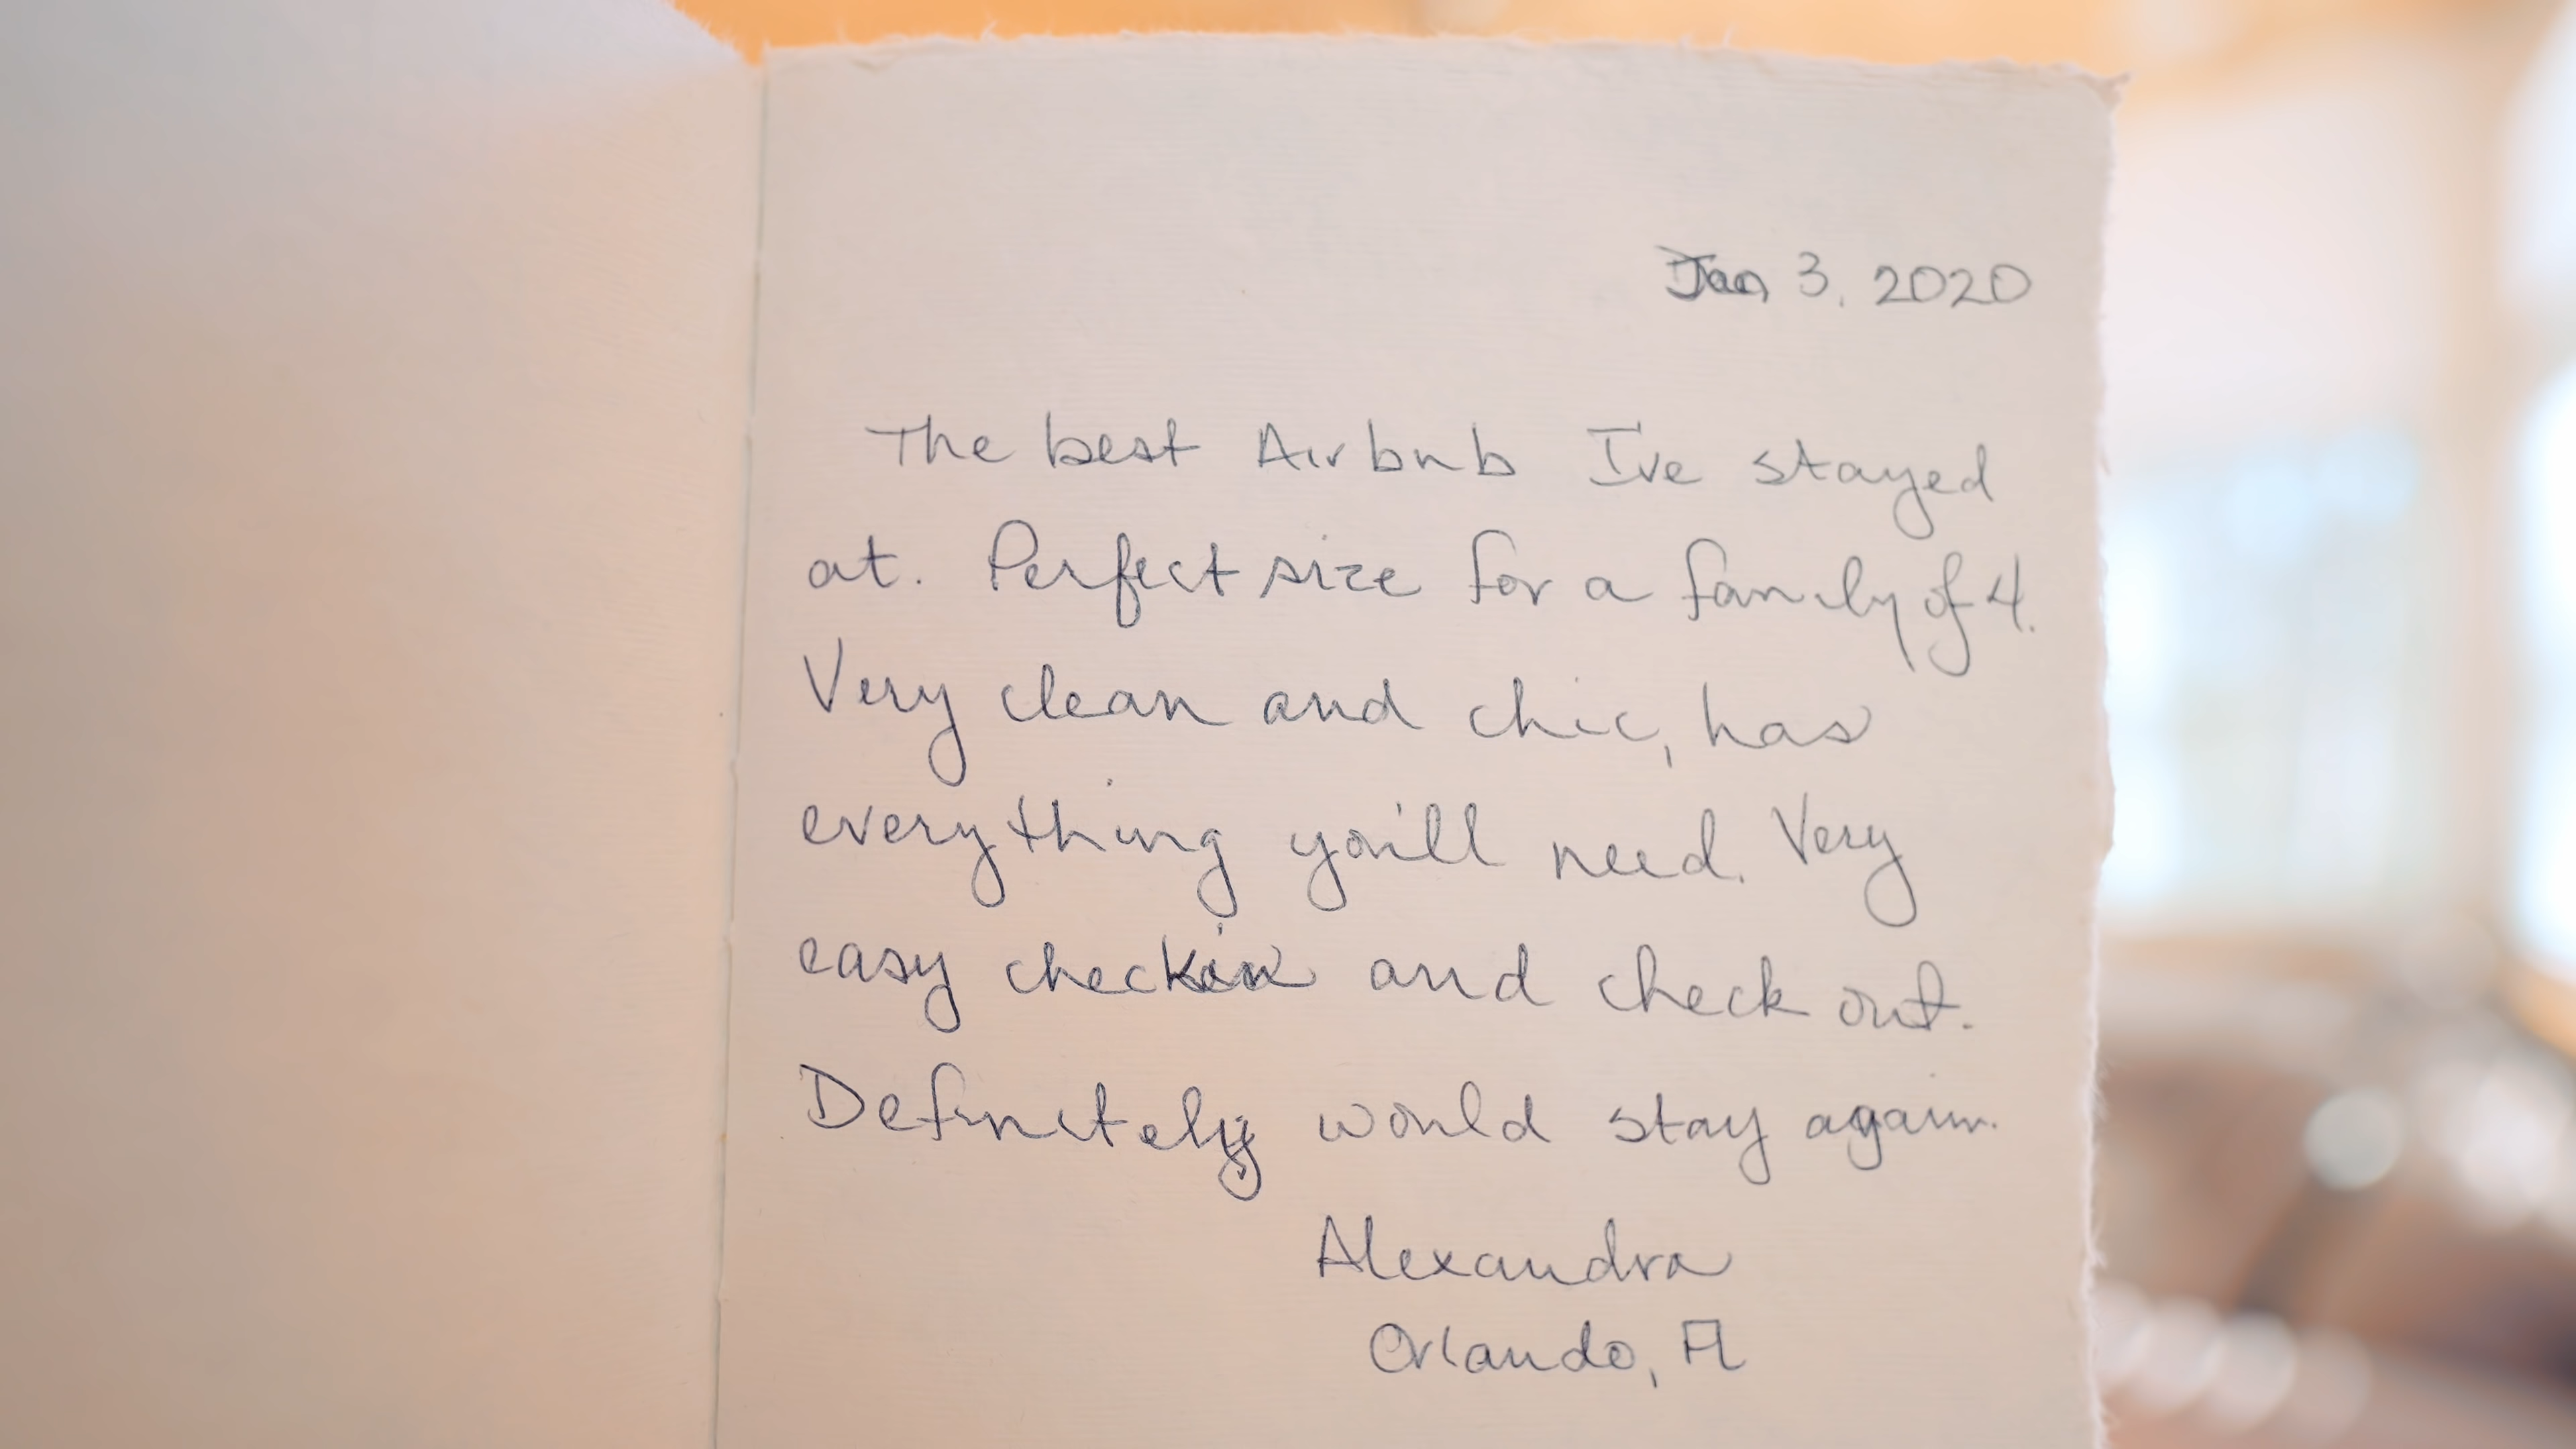 Jan 3, 2020
The best Airbnb I've stayed
at. Perfect size for a family of 4.
Very clean and chic, has
everything you'll need. Very
easy checkin and check out.
Definitely would stay again.
Alexandra
Orlando, FL